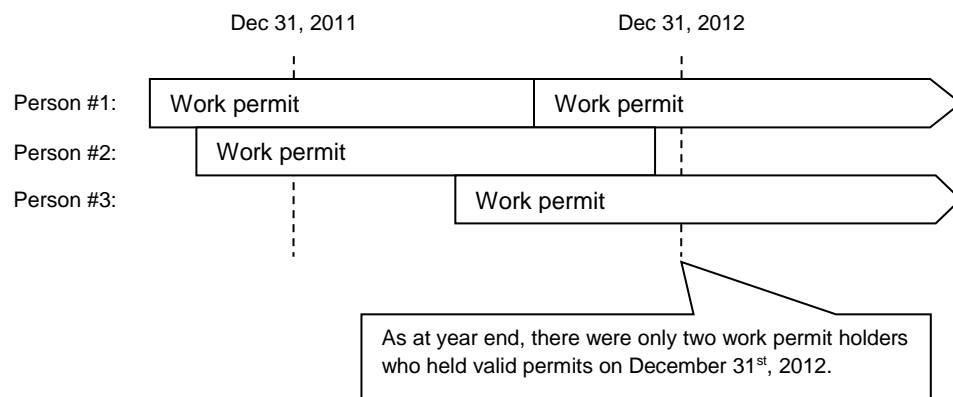 Dec 31, 2011 Dec 31, 2012
Person #1: Work permit Work permit
Person #2: Work permit
Person #3: Work permit
As at year end, there were only two work permit holders
who held valid permits on December 31st, 2012.